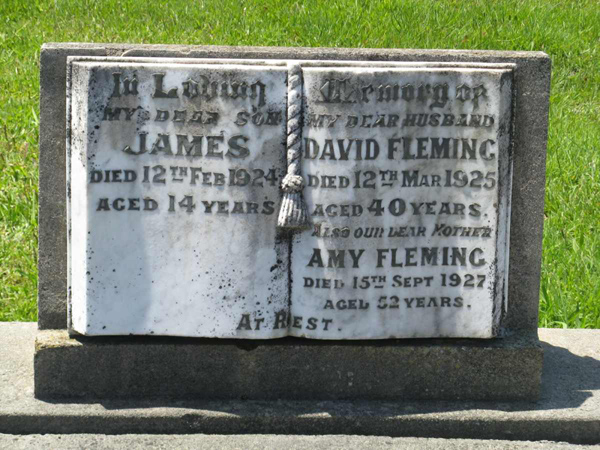 In Loving Memory of
MY DEAR SON
JAMES
DIED 12TH FEB 1924
AGED 14 YEARS
MY DEAR HUSBAND
DAVID FLEMING
DIED 12TH MAR 1925
AGED 40 YEARS.
ALSO OUR DEAR MOTHER
AMY FLEMING
DIED 15TH SEPT 1927.
AGED 52 YEARS.
AT REST.